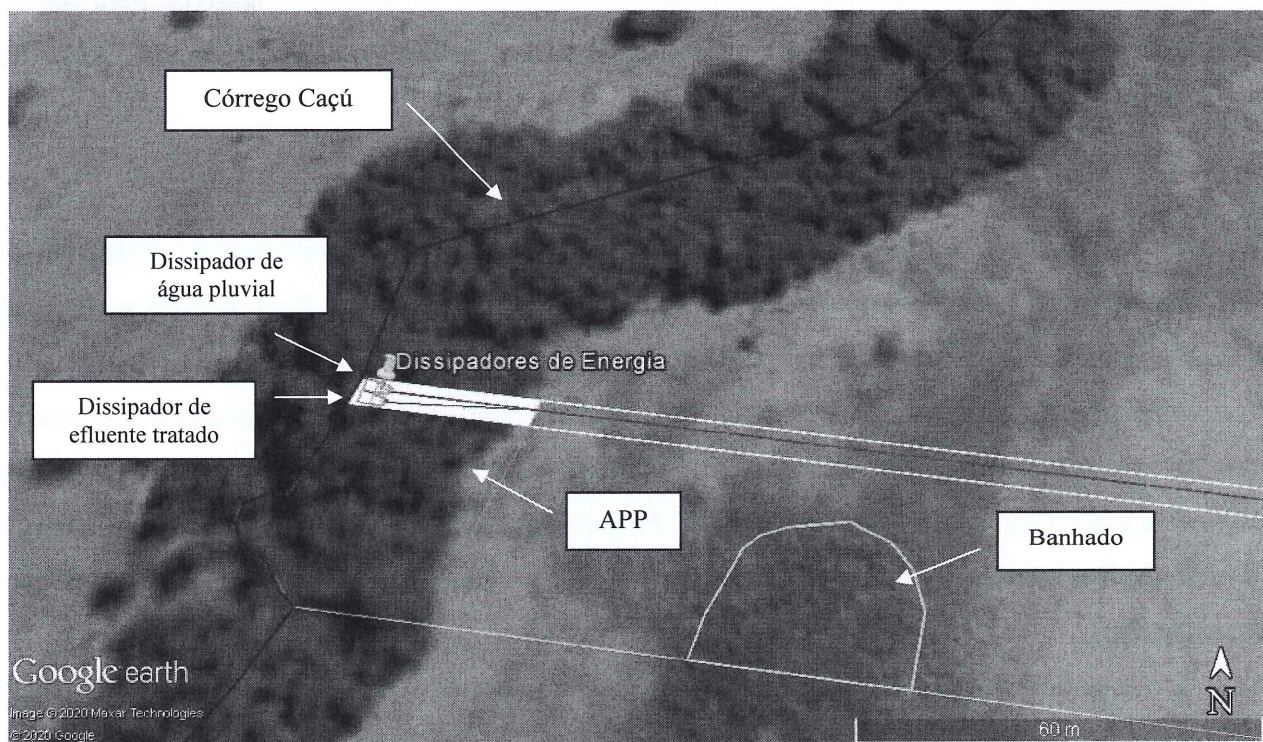 Córrego Caçú
Dissipador de
água pluvial
Dissipadores de Energia
Dissipador de
efluente tratado
APP
Banhado
Google earth
Image © 2020 Maxar Technologies
© 2020 Google
N
60 m